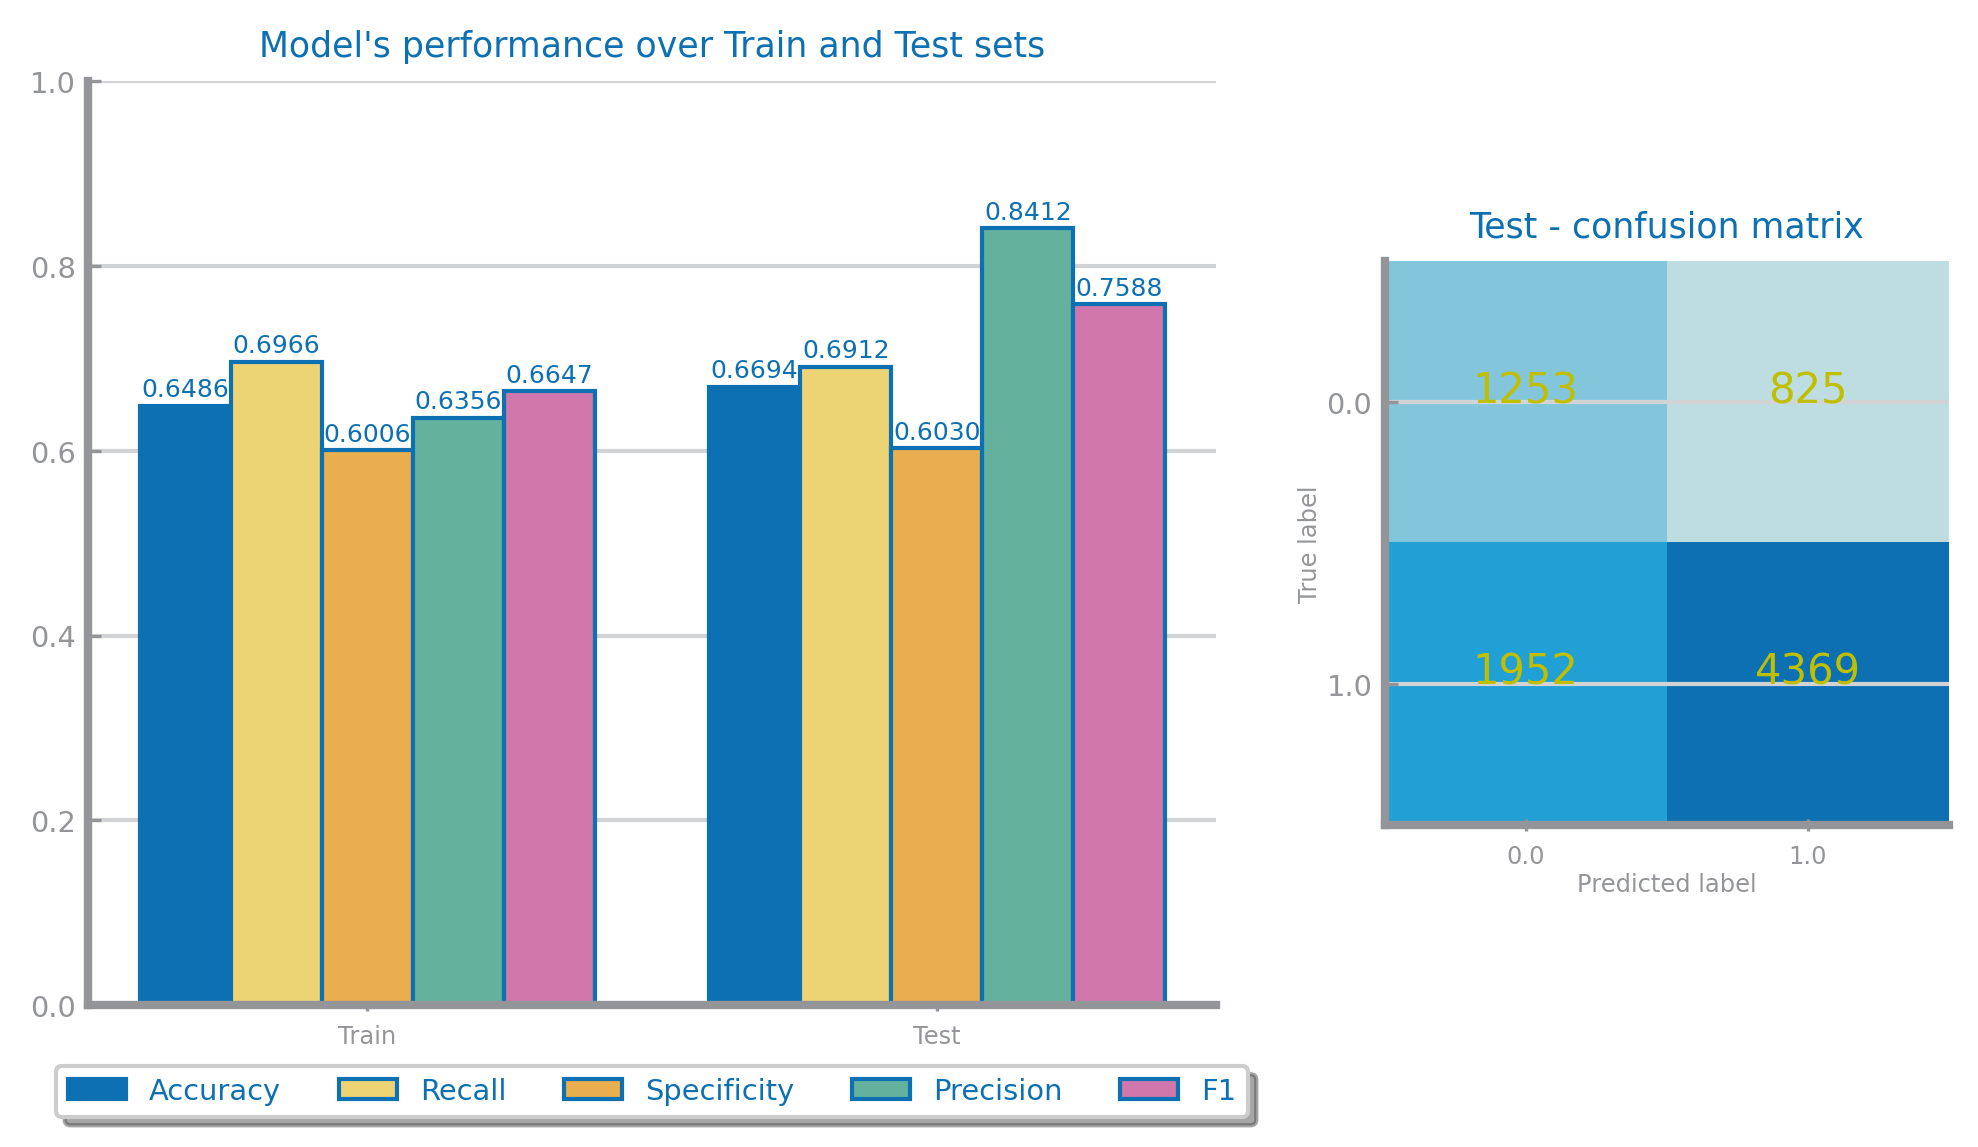 Model's performance over Train and Test sets
1.0
0.8
0.6
0.4
0.2
0.0
0.6486
0.6966
0.6006
0.6356
0.6647
0.6694
0.6912
0.6030
0.8412
0.7588
Train
Test
Accuracy
Recall
Specificity
Precision
F1
Test - confusion matrix
True label
0.0
1.0
1253
825
1952
4369
0.0
1.0
Predicted label